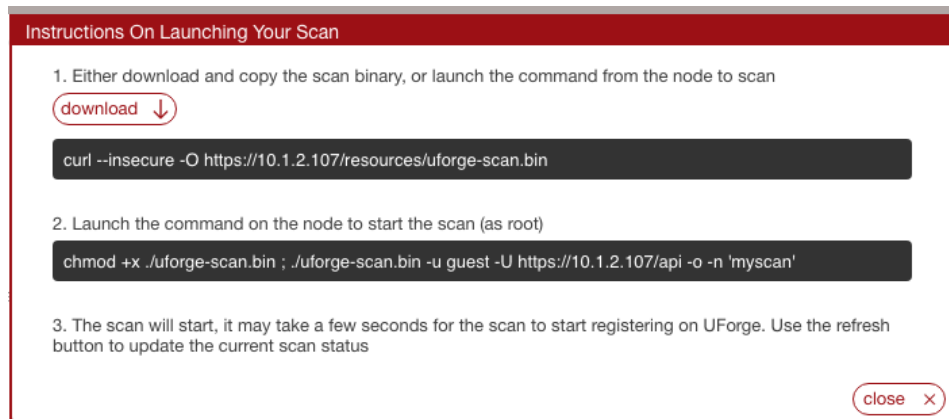 Instructions On Launching Your Scan
1. Either download and copy the scan binary, or launch the command from the node to scan
download
curl --insecure -O https://10.1.2.107/resources/uforge-scan.bin
2. Launch the command on the node to start the scan (as root)
chmod +x ./uforge-scan.bin ; ./uforge-scan.bin -u guest -U https://10.1.2.107/api -o -n 'myscan'
3. The scan will start, it may take a few seconds for the scan to start registering on UForge. Use the refresh
button to update the current scan status
close